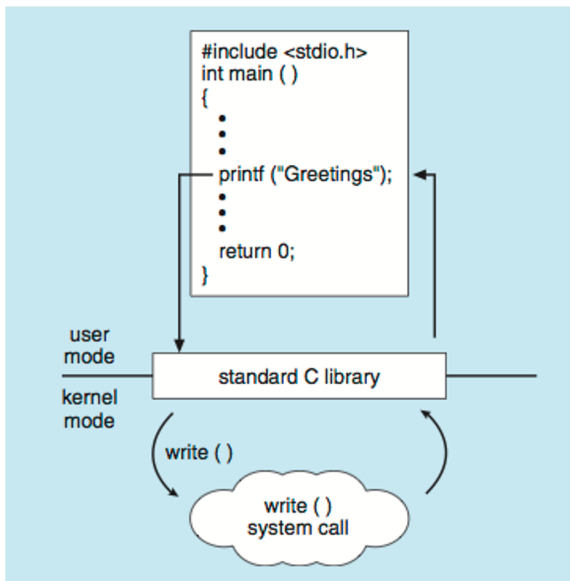 #include <stdio.h>
int main ( )
{
•
•
•
printf ("Greetings");
•
•
•
return 0;
}
user
mode
standard C library
kernel
mode
write ( )
write ( )
system call